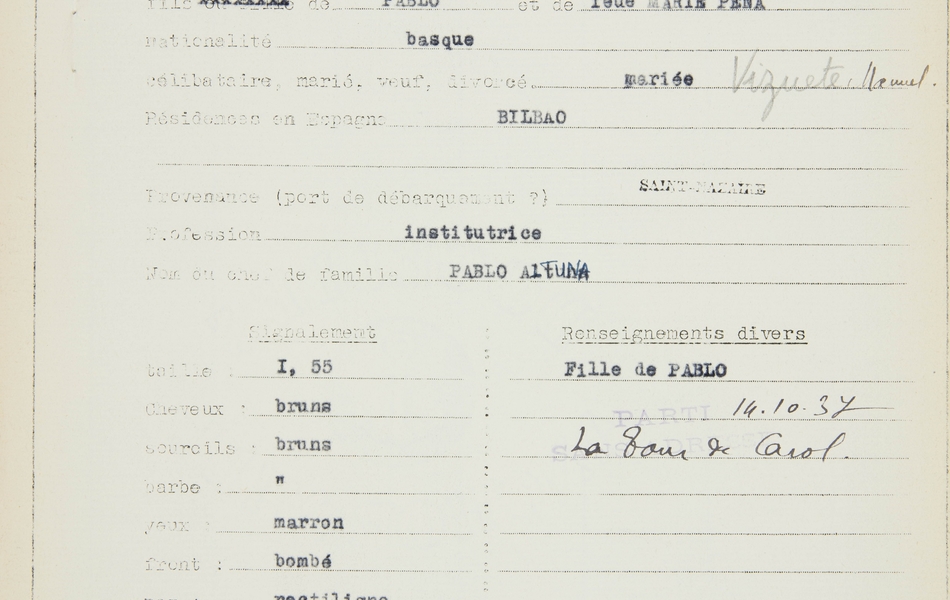 fille de PABLO et de feue MARIE PENA
Nationalité basque
célibataire, marié, veuf, divorcé. mariée Vizuete, Manuel.
Résidences en Espagne BILBAO
Provenance (port de débarquement ?) SAINT-NAZAIRE
Profession institutrice
Nom du chef de famille PABLO AlTUNA
Signalement
Renseignements divers
taille : I, 55
Cheveux : bruns
sourcils : bruns
barbe : "
yeux : marron
front : bombé
rectiligne
Fille de PABLO
PARTI 14.10.37
La Tour de Carol.